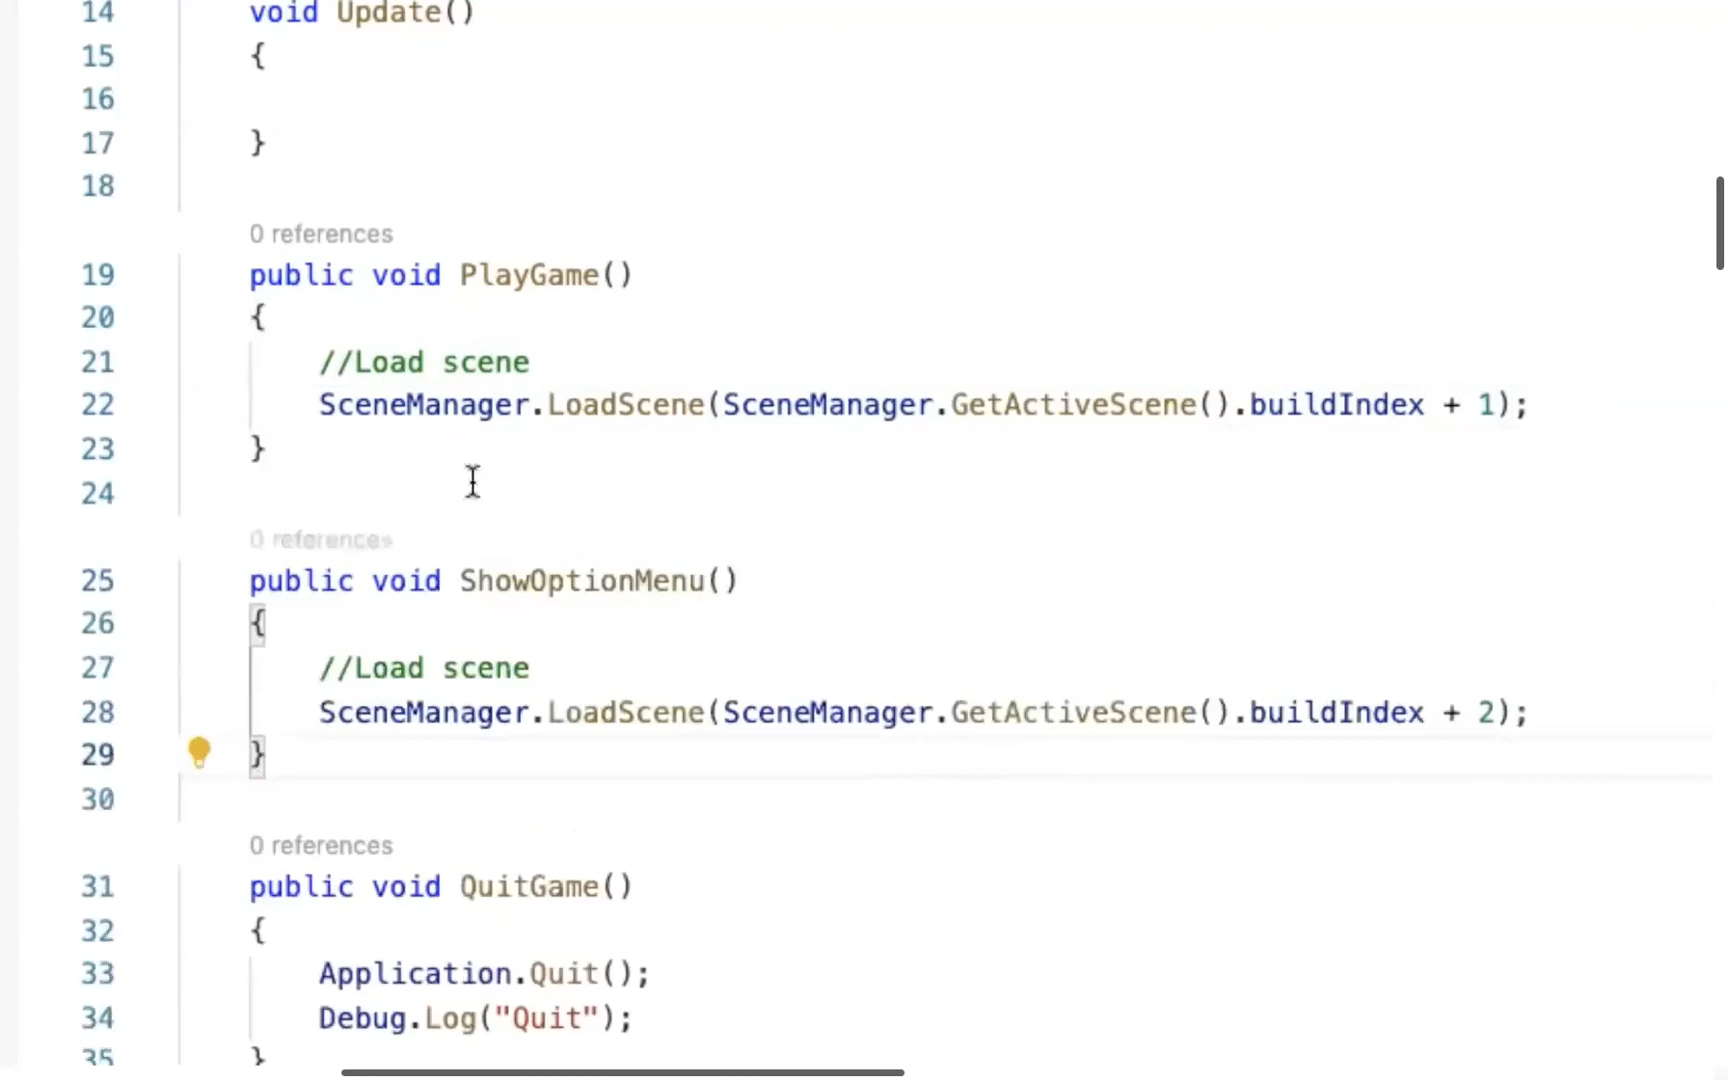 14 void Update()
15 {
16
17 }
18
0 references
19 public void PlayGame()
20 {
21 //Load scene
22 SceneManager.LoadScene(SceneManager.GetActiveScene().buildIndex + 1);
23 }
24
0 references
25 public void ShowOptionMenu()
26 {
27 //Load scene
28 SceneManager.LoadScene(SceneManager.GetActiveScene().buildIndex + 2);
29 }
30
0 references
31 public void QuitGame()
32 {
33 Application.Quit();
34 Debug.Log("Quit");
35 }